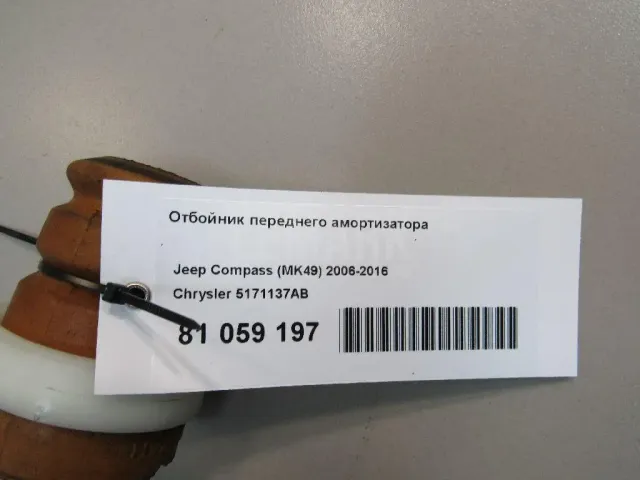 Отбойник переднего амортизатора
Jeep Compass (MK49) 2006-2016
Chrysler 5171137AB
81 059 197